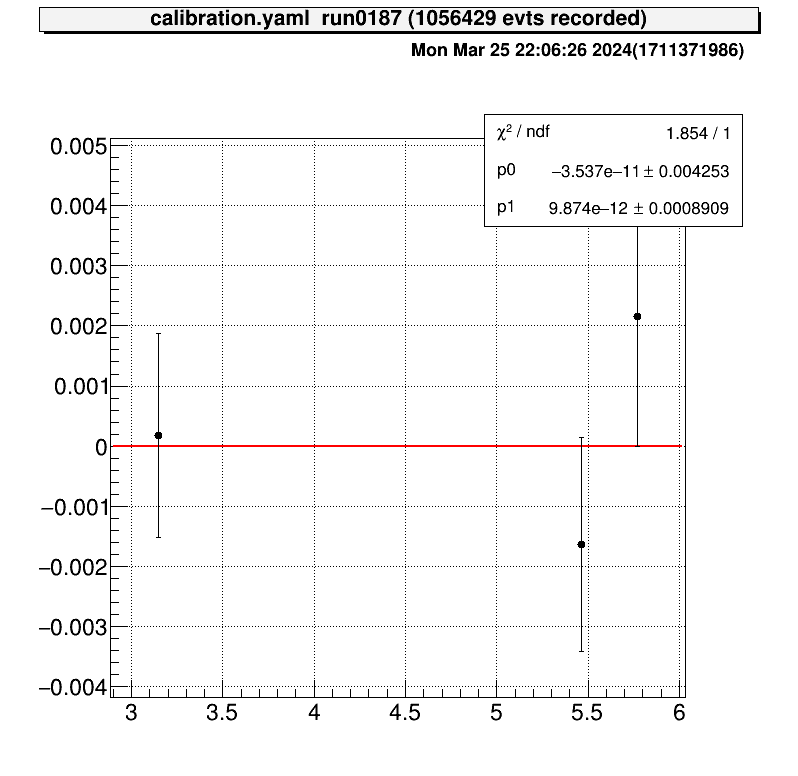 calibration.yaml run0187 (1056429 evts recorded)
Mon Mar 25 22:06:26 2024(1711371986)
χ² / ndf 1.854 / 1
p0 −3.537e−11 ± 0.004253
p1 9.874e−12 ± 0.0008909
0.005
0.004
0.003
0.002
0.001
0
−0.001
−0.002
−0.003
−0.004
3 3.5 4 4.5 5 5.5 6